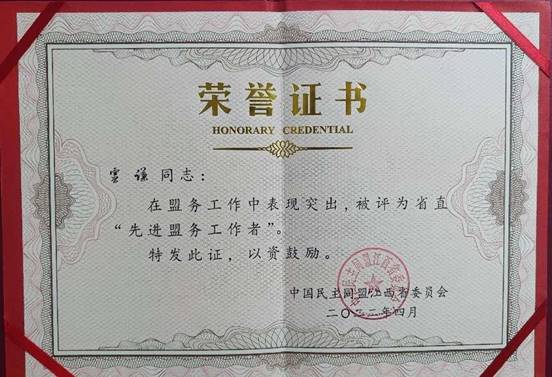 荣誉证书
HONORARY CREDENTIAL
雲谦 同志：
在盟务工作中表现突出，被评为省直
“先进盟务工作者”。
特发此证，以资鼓励。
中国民主同盟江西省委员会
二〇二二年四月